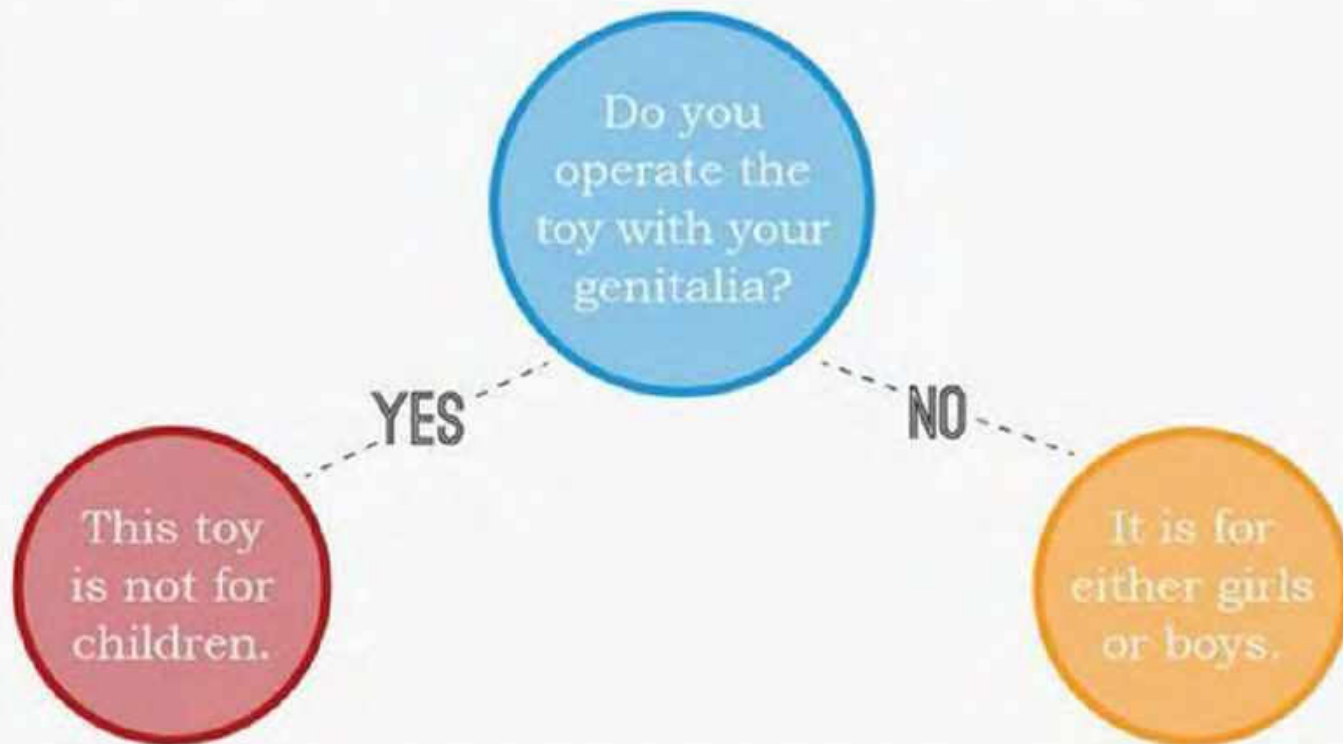 Do you
operate the
toy with your
genitalia?
YES
NO
This toy
is not for
children.
It is for
either girls
or boys.